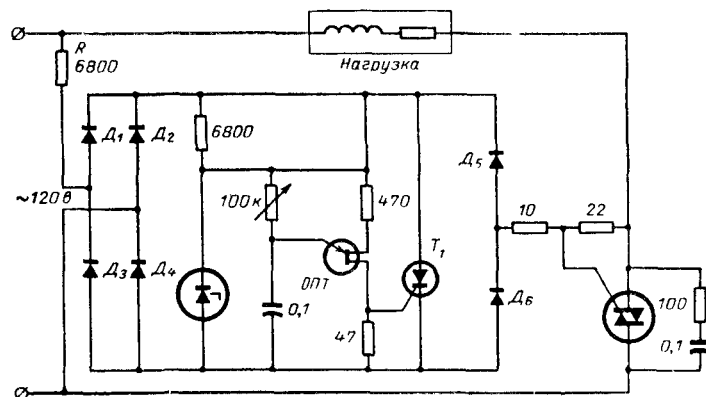 R
6800
Нагрузка
Д₁
Д₂
6800
Д₅
~120 в
100 к
470
10
22
T₁
Д₃
Д₄
ОПТ
Д₆
100
0,1
47
0,1